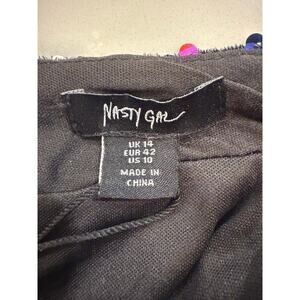 NASTY GAL
UK 14
EUR 42
US 10
MADE IN
CHINA